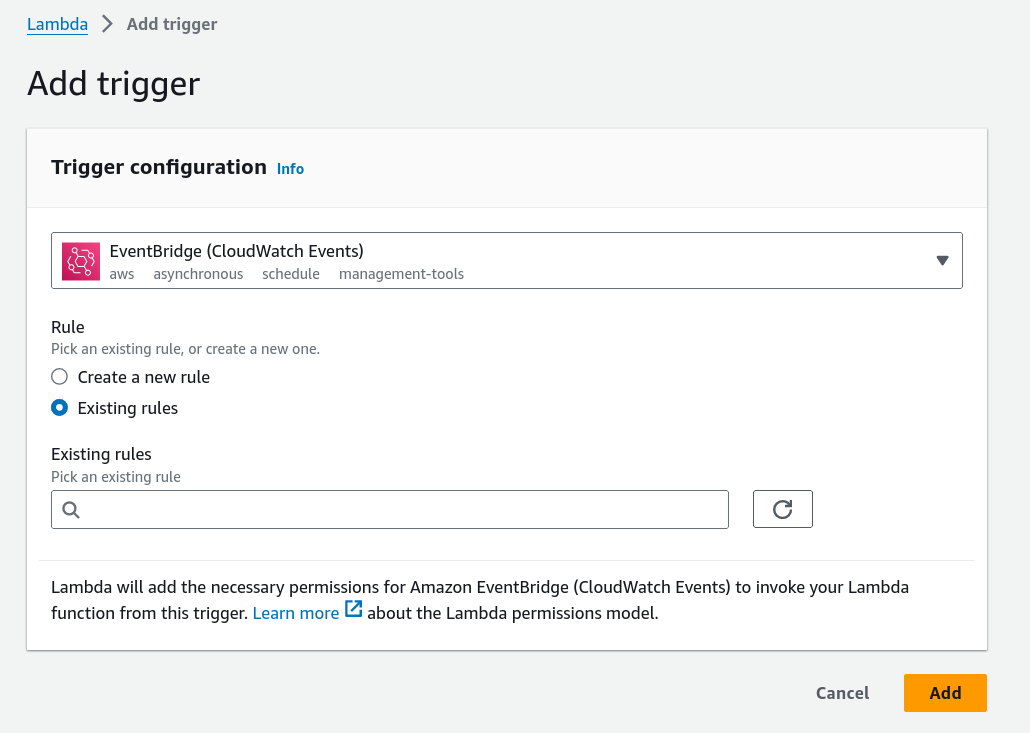 Lambda > Add trigger
Add trigger
Trigger configuration Info
EventBridge (CloudWatch Events)
aws asynchronous schedule management-tools
Rule
Pick an existing rule, or create a new one.
Create a new rule
Existing rules
Existing rules
Pick an existing rule
Lambda will add the necessary permissions for Amazon EventBridge (CloudWatch Events) to invoke your Lambda
function from this trigger. Learn more about the Lambda permissions model.
Cancel Add